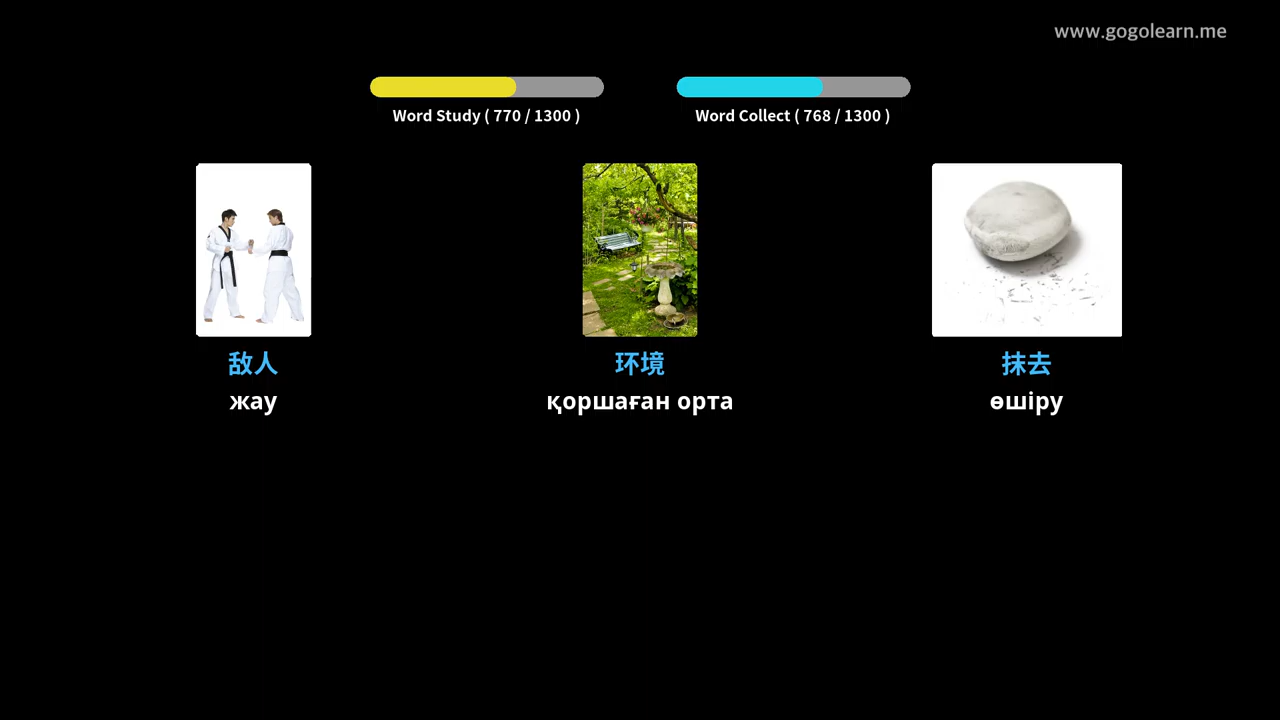 www.gogolearn.me
Word Study ( 770 / 1300 )
Word Collect ( 768 / 1300 )
敌人
жау
环境
қоршаған орта
抹去
өшіру